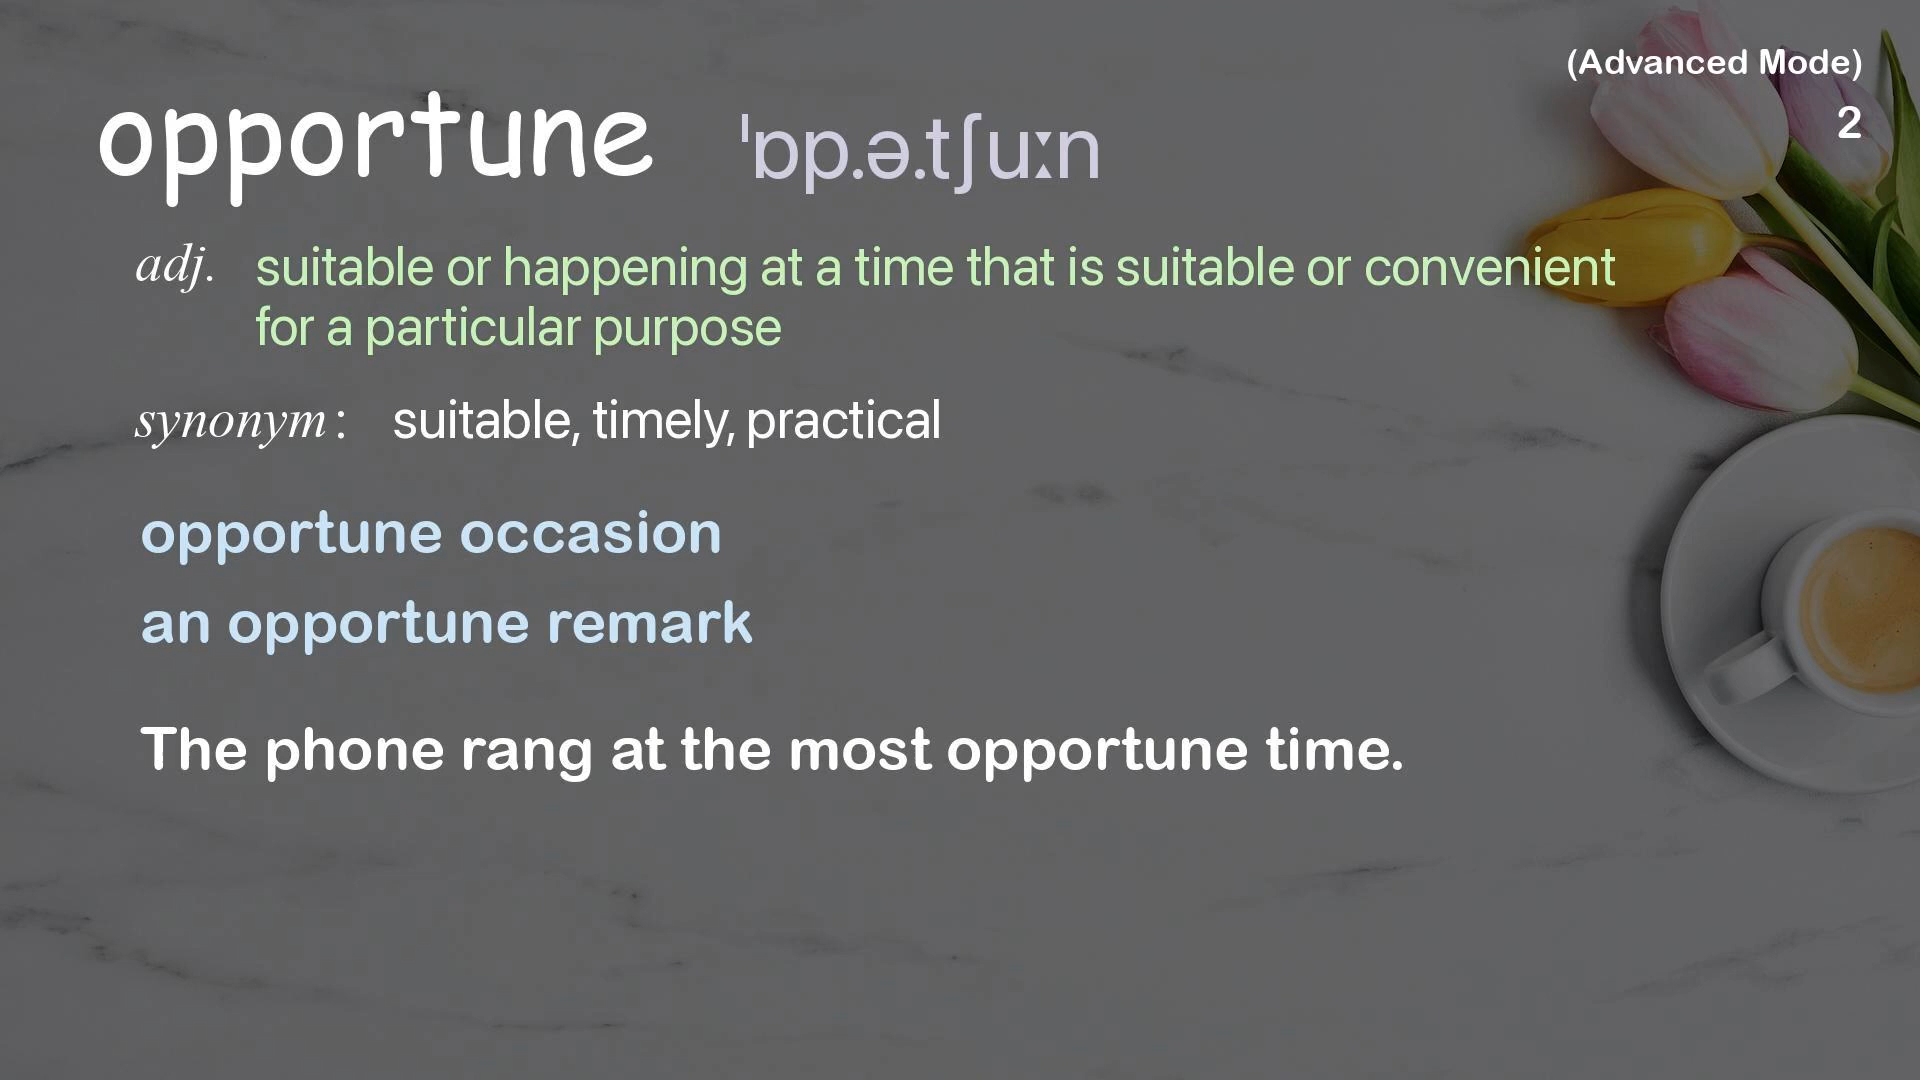 (Advanced Mode)
2
opportune ˈɒp.ə.tʃuːn
adj. suitable or happening at a time that is suitable or convenient
for a particular purpose
synonym: suitable, timely, practical
opportune occasion
an opportune remark
The phone rang at the most opportune time.